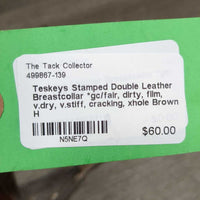 The Tack Collector
499867-139
Teskeys Stamped Double Leather
Breastcollar *gc/fair, dirty, film,
v.dry, v.stiff, cracking, xhole Brown
H
N5NE7Q
$60.00